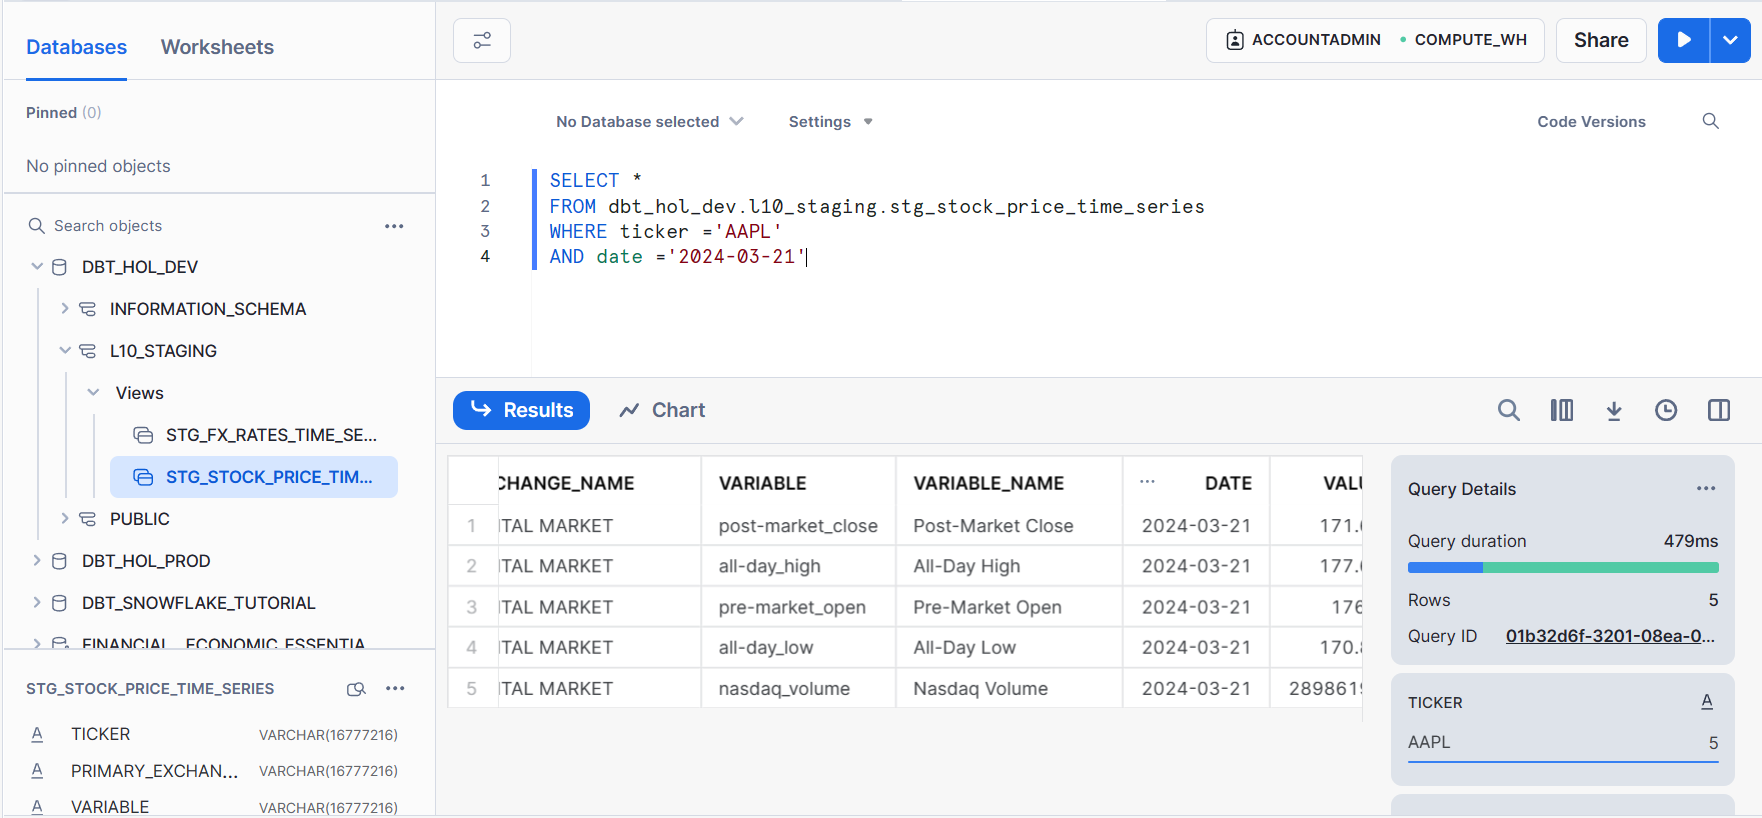 Databases
Worksheets
Pinned (0)
No pinned objects
Search objects
DBT_HOL_DEV
INFORMATION_SCHEMA
L10_STAGING
Views
STG_FX_RATES_TIME_SE...
STG_STOCK_PRICE_TIM...
PUBLIC
DBT_HOL_PROD
DBT_SNOWFLAKE_TUTORIAL
FINANCIAL__ECONOMIC_ESSENTIA
STG_STOCK_PRICE_TIME_SERIES
TICKER VARCHAR(16777216)
PRIMARY_EXCHAN... VARCHAR(16777216)
VARIABLE VARCHAR(16777216)
ACCOUNTADMIN COMPUTE_WH
Share
No Database selected
Settings
Code Versions
1 SELECT *
2 FROM dbt_hol_dev.l10_staging.stg_stock_price_time_series
3 WHERE ticker ='AAPL'
4 AND date ='2024-03-21'
Results
Chart
CHANGE_NAME VARIABLE VARIABLE_NAME ... DATE VALU
1 ITAL MARKET post-market_close Post-Market Close 2024-03-21 171.
2 ITAL MARKET all-day_high All-Day High 2024-03-21 177.
3 ITAL MARKET pre-market_open Pre-Market Open 2024-03-21 176
4 ITAL MARKET all-day_low All-Day Low 2024-03-21 170.
5 ITAL MARKET nasdaq_volume Nasdaq Volume 2024-03-21 2898619
Query Details
Query duration 479ms
Rows 5
Query ID 01b32d6f-3201-08ea-0...
TICKER A
AAPL 5